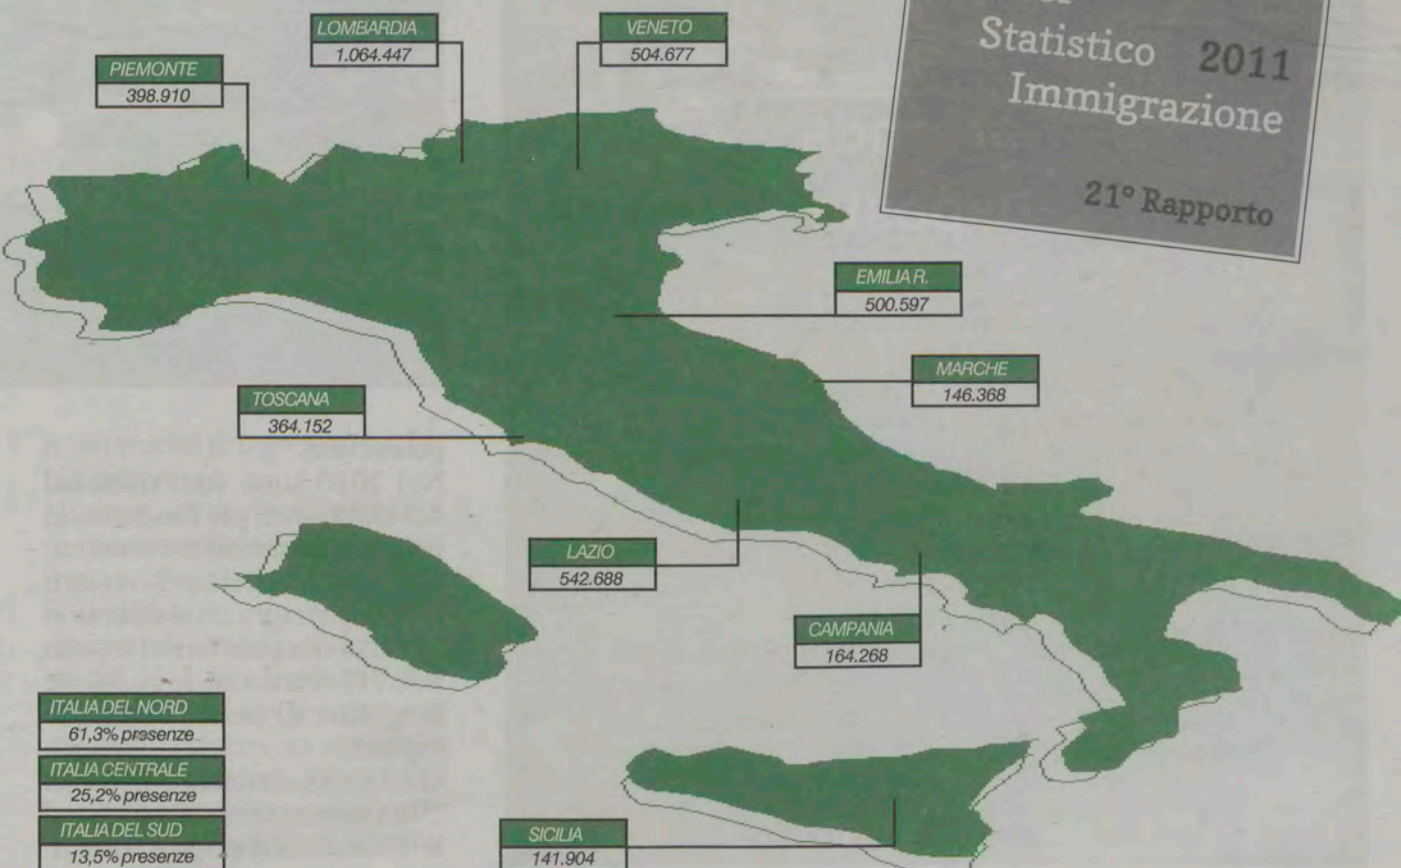 LOMBARDIA
1.064.447
VENETO
504.677
PIEMONTE
398.910
Statistico 2011
Immigrazione
21° Rapporto
EMILIA R.
500.597
MARCHE
146.368
TOSCANA
364.152
LAZIO
542.688
CAMPANIA
164.268
ITALIA DEL NORD
61,3% presenze
ITALIA CENTRALE
25,2% presenze
ITALIA DEL SUD
13,5% presenze
SICILIA
141.904